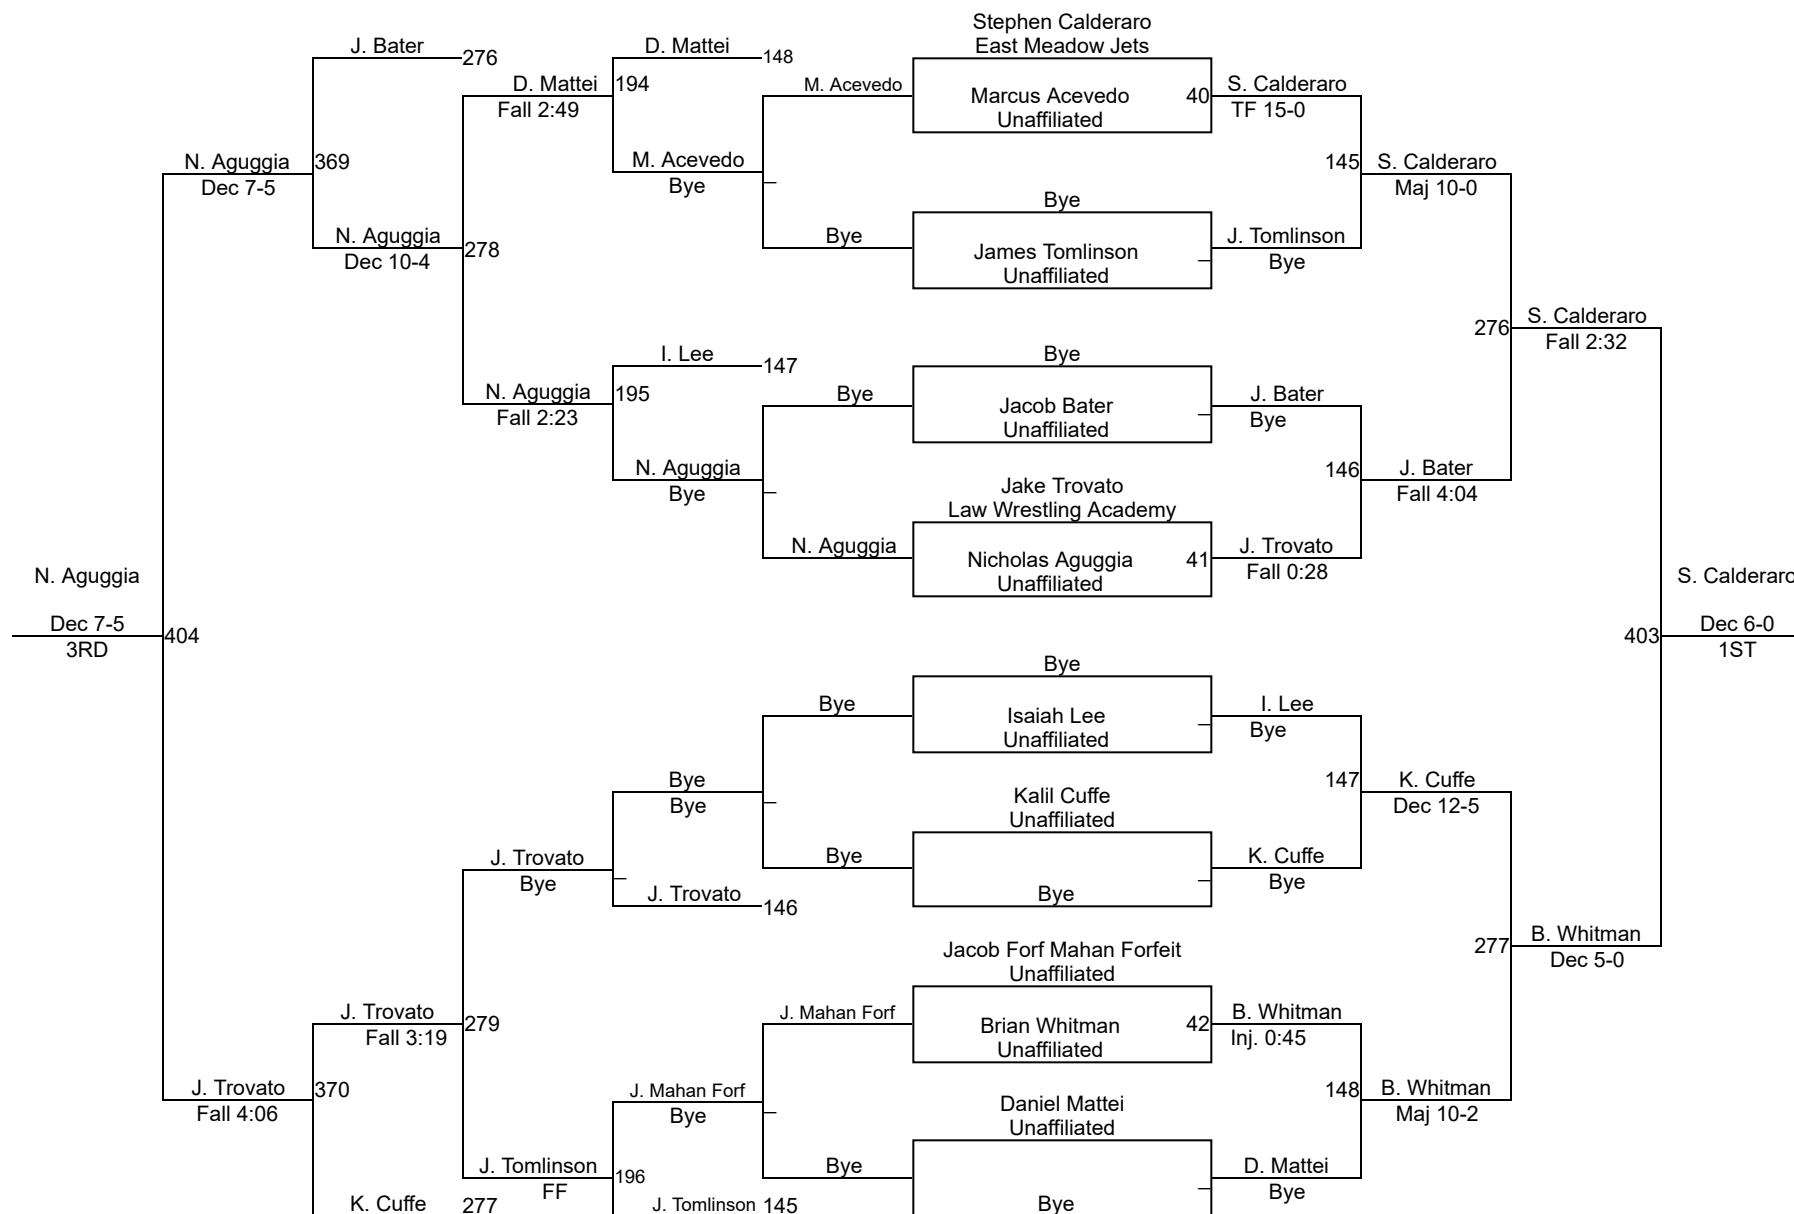 Stephen Calderaro
East Meadow Jets
J. Bater
276
D. Mattei
148
D. Mattei
194
Fall 2:49
M. Acevedo
Marcus Acevedo
Unaffiliated
40
S. Calderaro
TF 15-0
N. Aguggia
369
Dec 7-5
M. Acevedo
Bye
145
S. Calderaro
Maj 10-0
N. Aguggia
Dec 10-4
278
Bye
Bye
James Tomlinson
Unaffiliated
J. Tomlinson
Bye
276
S. Calderaro
Fall 2:32
I. Lee
147
N. Aguggia
195
Fall 2:23
Bye
Bye
Jacob Bater
Unaffiliated
J. Bater
Bye
N. Aguggia
Bye
146
J. Bater
Fall 4:04
Jake Trovato
Law Wrestling Academy
N. Aguggia
Nicholas Aguggia
Unaffiliated
41
J. Trovato
Fall 0:28
N. Aguggia
Dec 7-5
3RD
404
S. Calderaro
403
Dec 6-0
1ST
Bye
Bye
Isaiah Lee
Unaffiliated
I. Lee
Bye
Bye
Bye
147
K. Cuffe
Dec 12-5
Kalil Cuffe
Unaffiliated
J. Trovato
Bye
Bye
Bye
K. Cuffe
Bye
J. Trovato
146
277
B. Whitman
Dec 5-0
Jacob Forf Mahan Forfeit
Unaffiliated
J. Trovato
Fall 3:19
279
J. Mahan Forf
Brian Whitman
Unaffiliated
42
B. Whitman
Inj. 0:45
J. Trovato
370
Fall 4:06
J. Mahan Forf
Bye
148
B. Whitman
Maj 10-2
Daniel Mattei
Unaffiliated
J. Tomlinson
FF
196
Bye
Bye
D. Mattei
Bye
K. Cuffe
277
J. Tomlinson
145